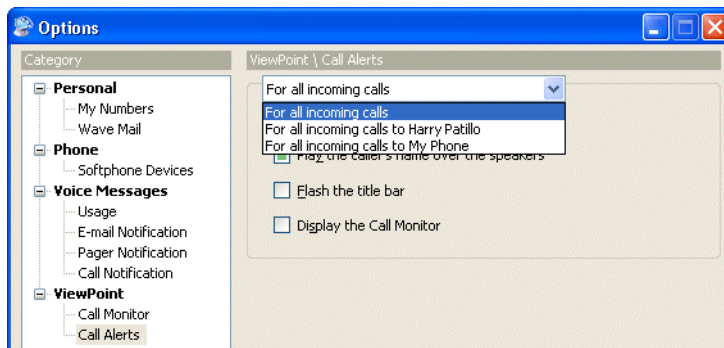 Options
Category
Personal
My Numbers
Wave Mail
Phone
Softphone Devices
Voice Messages
Usage
E-mail Notification
Pager Notification
Call Notification
ViewPoint
Call Monitor
Call Alerts
ViewPoint \ Call Alerts
For all incoming calls
For all incoming calls
For all incoming calls to Harry Patillo
For all incoming calls to My Phone
Play the caller's name over the speakers
Flash the title bar
Display the Call Monitor